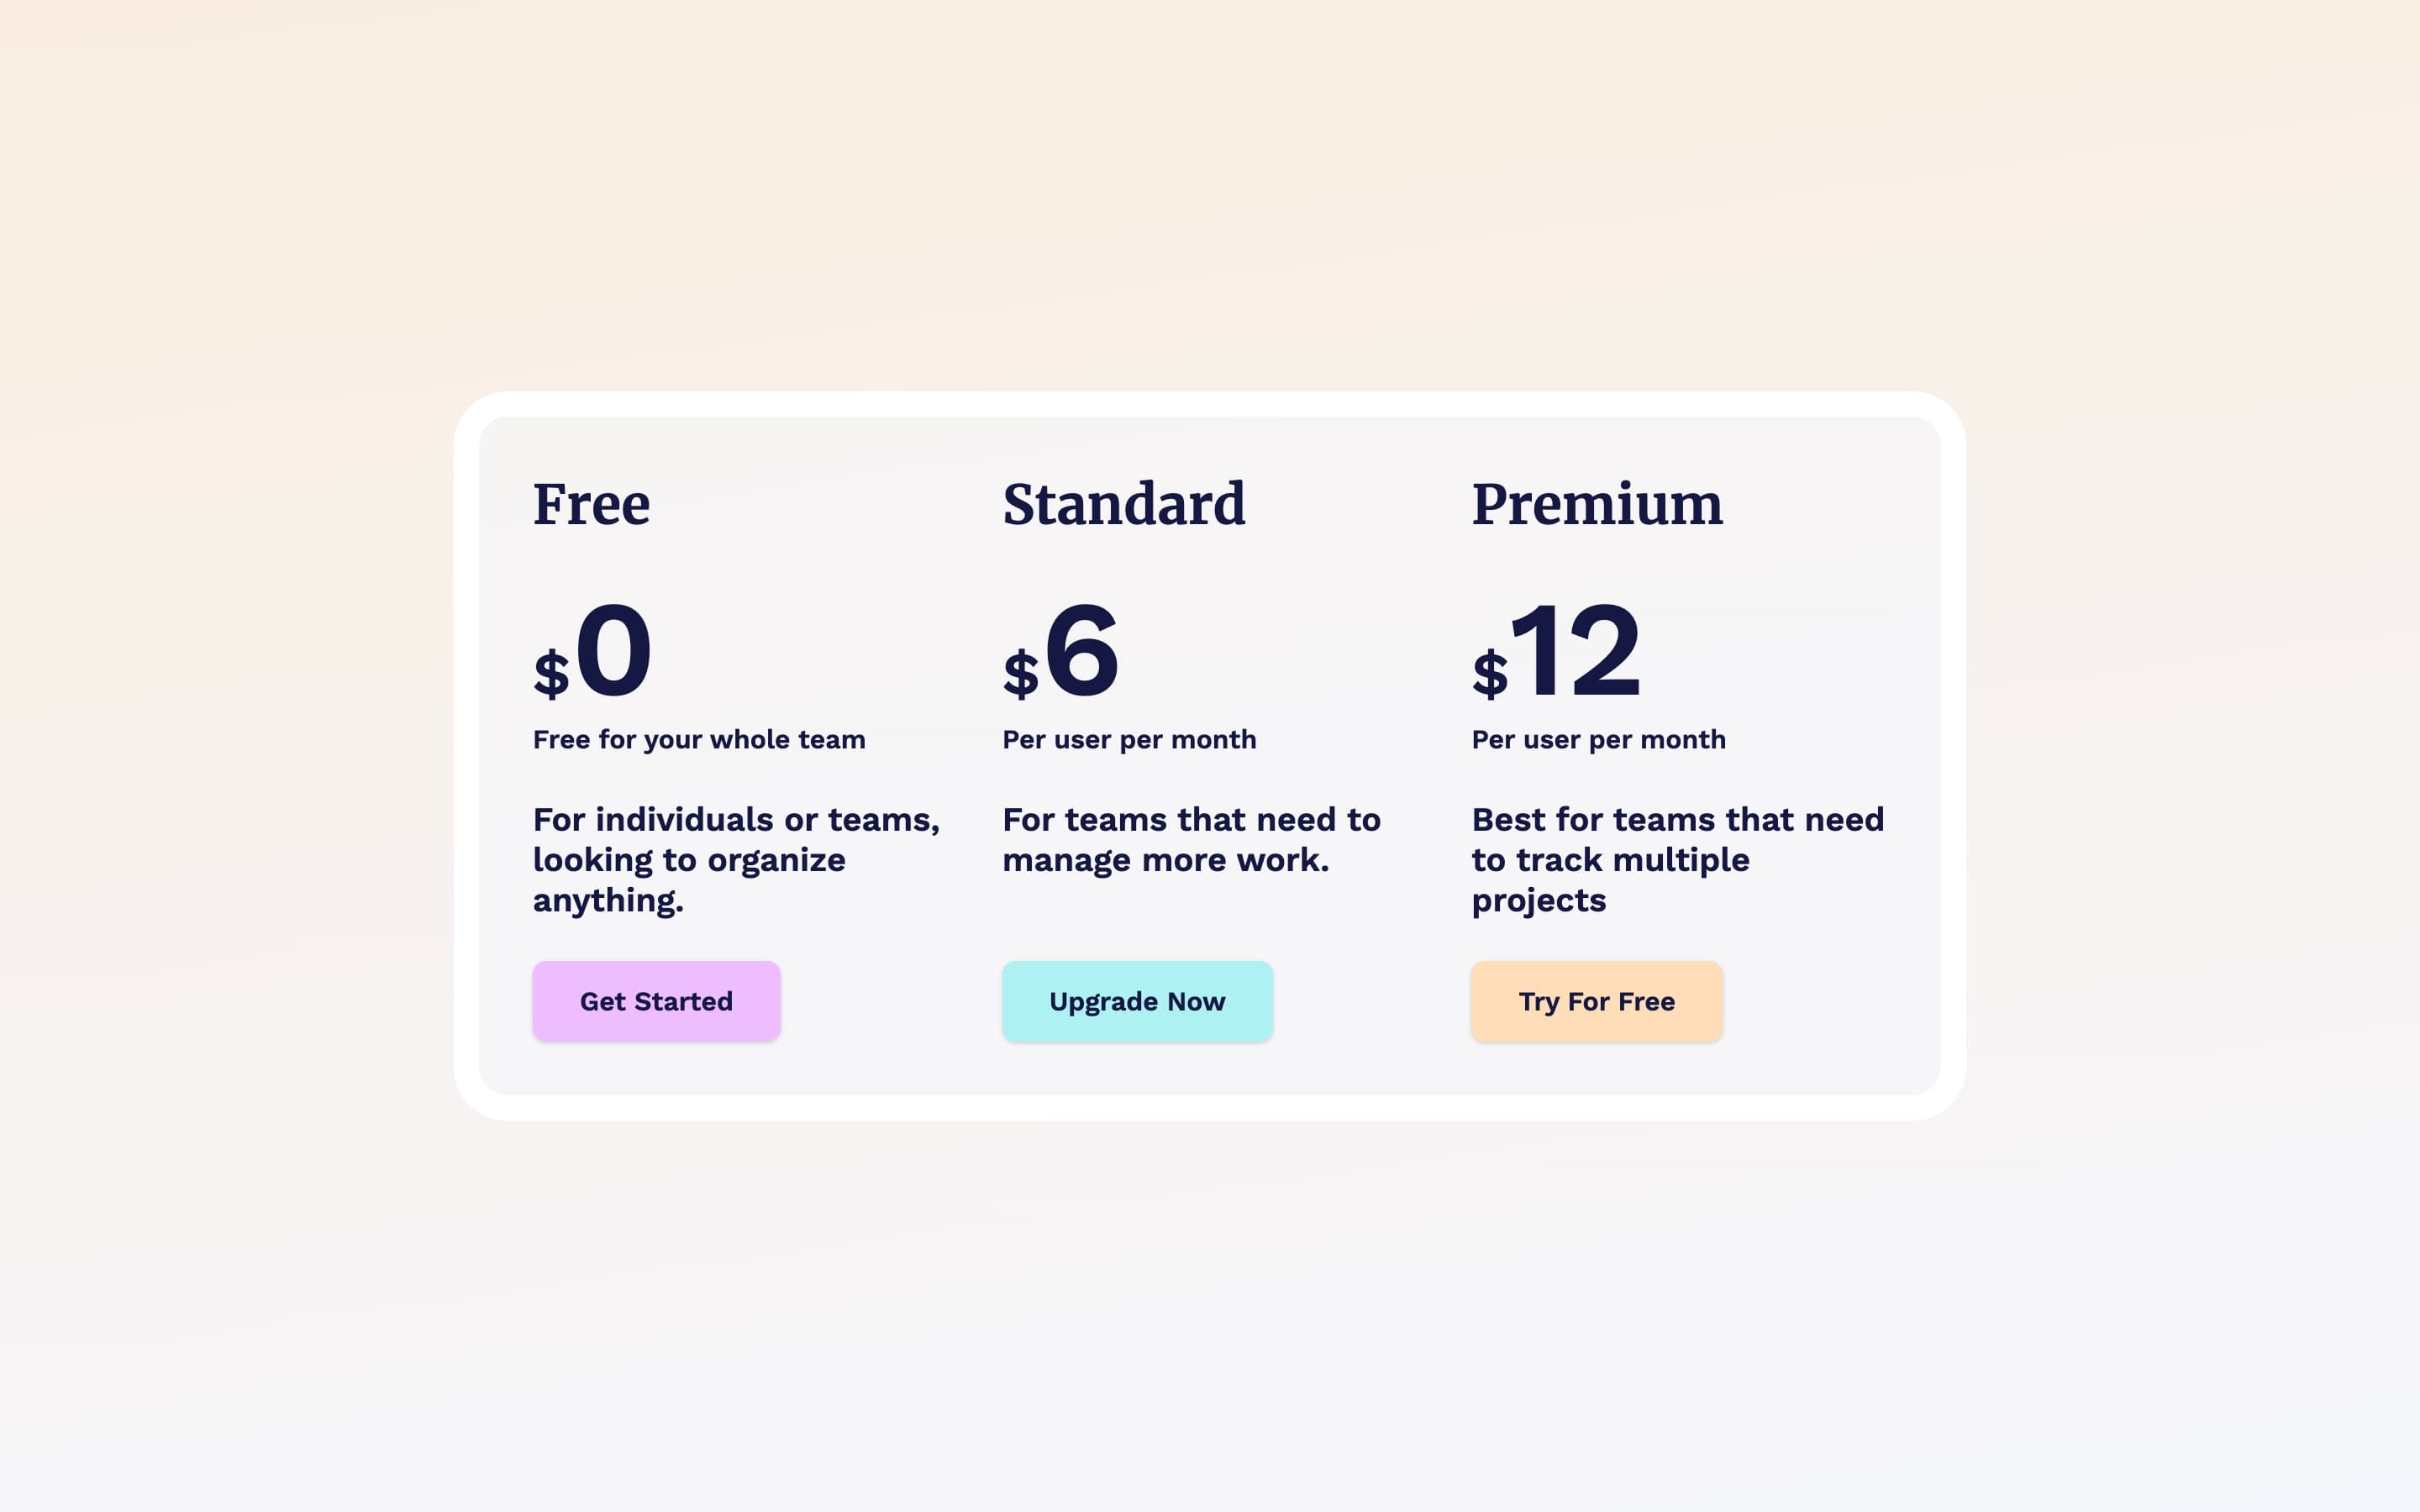 Free
$0
Free for your whole team
For individuals or teams,
looking to organize
anything.
Get Started
Standard
$6
Per user per month
For teams that need to
manage more work.
Upgrade Now
Premium
$12
Per user per month
Best for teams that need
to track multiple
projects
Try For Free